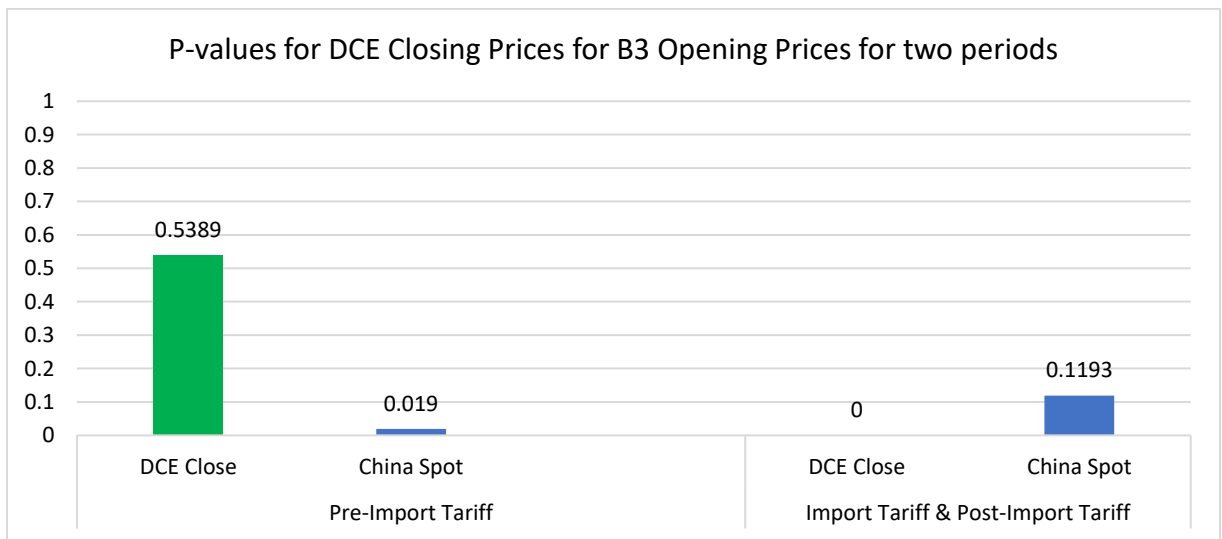 P-values for DCE Closing Prices for B3 Opening Prices for two periods
1
0.9
0.8
0.7
0.6
0.5
0.4
0.3
0.2
0.1
0
0.5389
0.019
0
0.1193
DCE Close
China Spot
DCE Close
China Spot
Pre-Import Tariff
Import Tariff & Post-Import Tariff